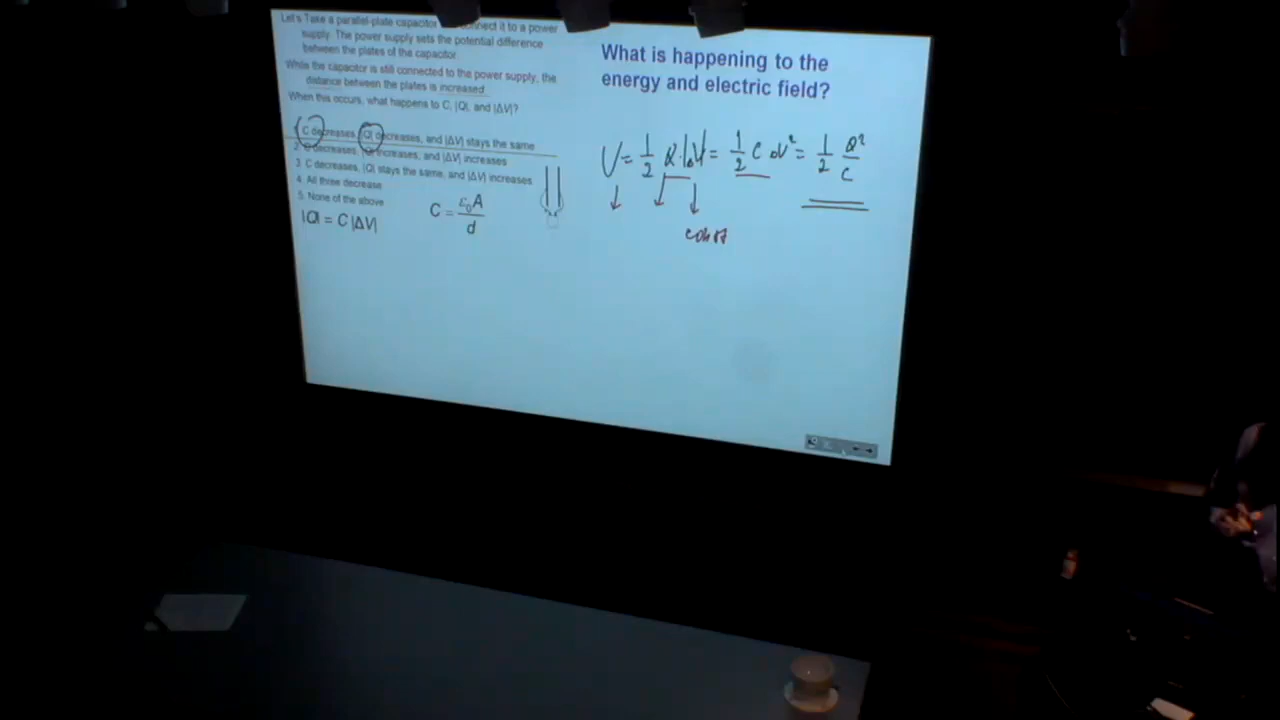 Let's Take a parallel-plate capacitor connect it to a power
supply. The power supply sets the potential difference
between the plates of the capacitor.
While the capacitor is still connected to the power supply, the
distance between the plates is increased.
When this occurs, what happens to C, |Q|, and |ΔV|?
C decreases, |Q| decreases, and |ΔV| stays the same
2. C decreases, |Q| increases, and |ΔV| increases
3. C decreases, |Q| stays the same, and |ΔV| increases
4. All three decrease
5. None of the above
|Q| = C|ΔV|
C = ε₀A / d
What is happening to the
energy and electric field?
U = 1/2 Q·|ΔV| = 1/2 C ΔV² = 1/2 Q²/C
↓ ↓ ↓
const